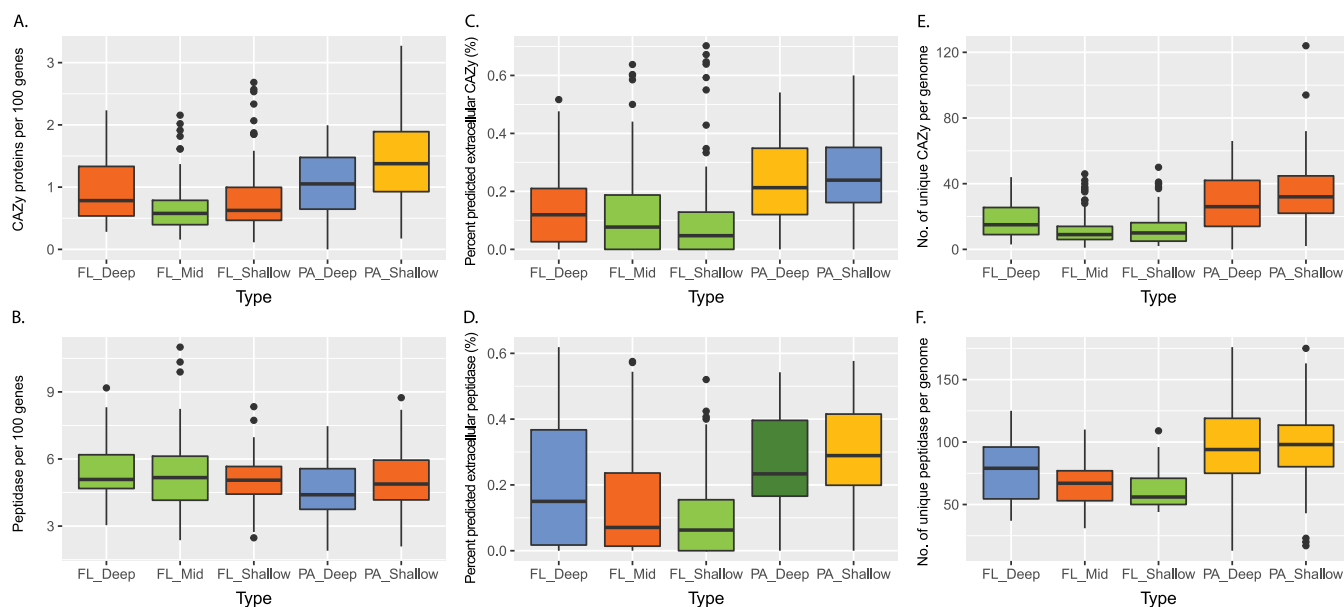 A.
CAZy proteins per 100 genes
3
2
1
0
FL_Deep FL_Mid FL_Shallow PA_Deep PA_Shallow
Type
B.
Peptidase per 100 genes
9
6
3
FL_Deep FL_Mid FL_Shallow PA_Deep PA_Shallow
Type
C.
Percent predicted extracellular CAZy (%)
0.6
0.4
0.2
0.0
FL_Deep FL_Mid FL_Shallow PA_Deep PA_Shallow
Type
D.
Percent predicted extracellular peptidase (%)
0.6
0.4
0.2
0.0
FL_Deep FL_Mid FL_Shallow PA_Deep PA_Shallow
Type
E.
No. of unique CAZy per genome
120
80
40
0
FL_Deep FL_Mid FL_Shallow PA_Deep PA_Shallow
Type
F.
No. of unique peptidase per genome
150
100
50
FL_Deep FL_Mid FL_Shallow PA_Deep PA_Shallow
Type